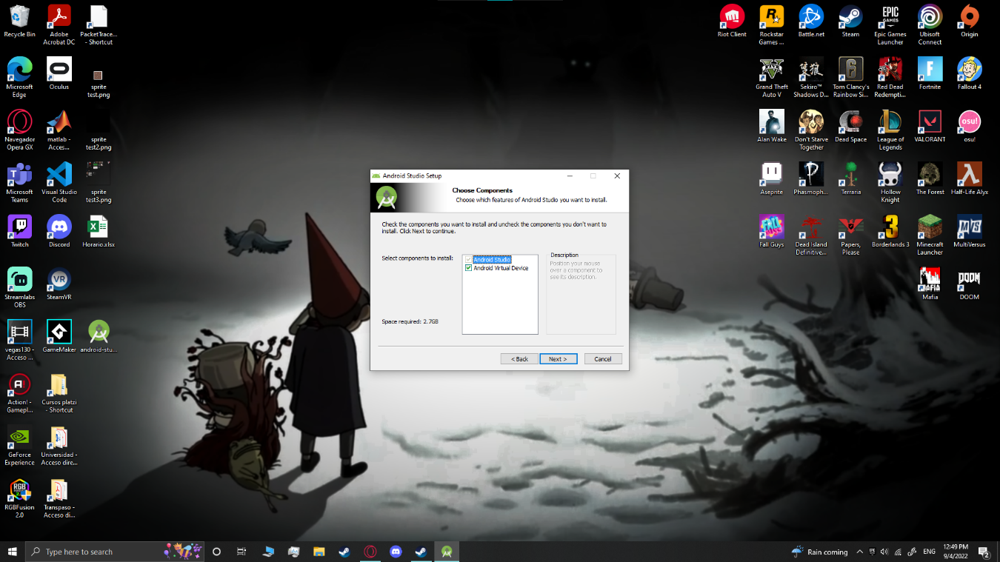 Recycle Bin
Adobe
Acrobat DC
PacketTrace...
- Shortcut
Microsoft
Edge
Oculus
sprite
test.png
Navegador
Opera GX
matlab -
Acces...
sprite
test2.png
Microsoft
Teams
Visual Studio
Code
sprite
test3.png
Twitch
Discord
Horario.xlsx
Streamlabs
OBS
SteamVR
vegas130 -
Acceso ...
GameMaker
android-stu...
Action! -
Gamepl...
Cursos platzi
- Shortcut
GeForce
Experience
Universidad -
Acceso dire...
RGBFusion
2.0
Transpaso -
Acceso di...
Riot Client
Rockstar
Games ...
Battle.net
Steam
Epic Games
Launcher
Ubisoft
Connect
Origin
Grand Theft
Auto V
Sekiro™
Shadows D...
Tom Clancy's
Rainbow Si...
Red Dead
Redempti...
Fortnite
Fallout 4
Alan Wake
Don't Starve
Together
Dead Space
League of
Legends
VALORANT
osu!
Aseprite
Phasmoph...
Terraria
Hollow
Knight
The Forest
Half-Life Alyx
Fall Guys
Dead Island
Definitive...
Papers,
Please
Borderlands 3
Minecraft
Launcher
MultiVersus
Mafia
DOOM
Android Studio Setup
Choose Components
Choose which features of Android Studio you want to install.
Check the components you want to install and uncheck the components you don't want to
install. Click Next to continue.
Select components to install:
Android Studio
Android Virtual Device
Description
Position your mouse
over a component to
see its description.
Space required: 2.7GB
< Back
Next >
Cancel
Type here to search
Rain coming
ENG
12:49 PM
9/4/2022
2